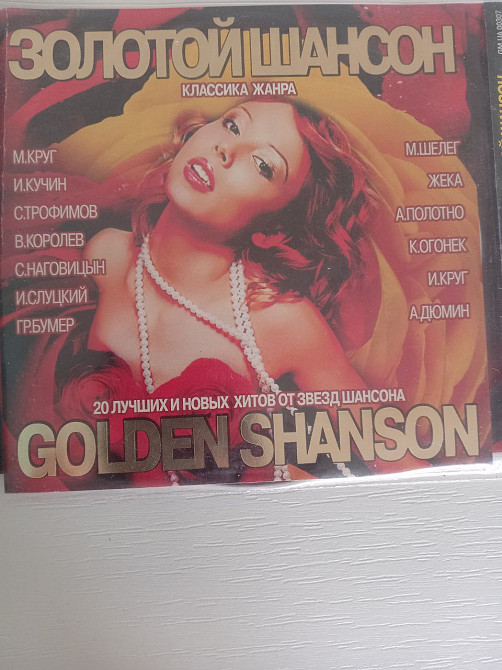 ЗОЛОТОЙ ШАНСОН
КЛАССИКА ЖАНРА
М.КРУГ
И.КУЧИН
С.ТРОФИМОВ
В.КОРОЛЕВ
С.НАГОВИЦЫН
И.СЛУЦКИЙ
ГР.БУМЕР
М.ШЕЛЕГ
ЖЕКА
А.ПОЛОТНО
К.ОГОНЕК
И.КРУГ
А.ДЮМИН
20 ЛУЧШИХ И НОВЫХ ХИТОВ ОТ ЗВЕЗД ШАНСОНА
GOLDEN SHANSON